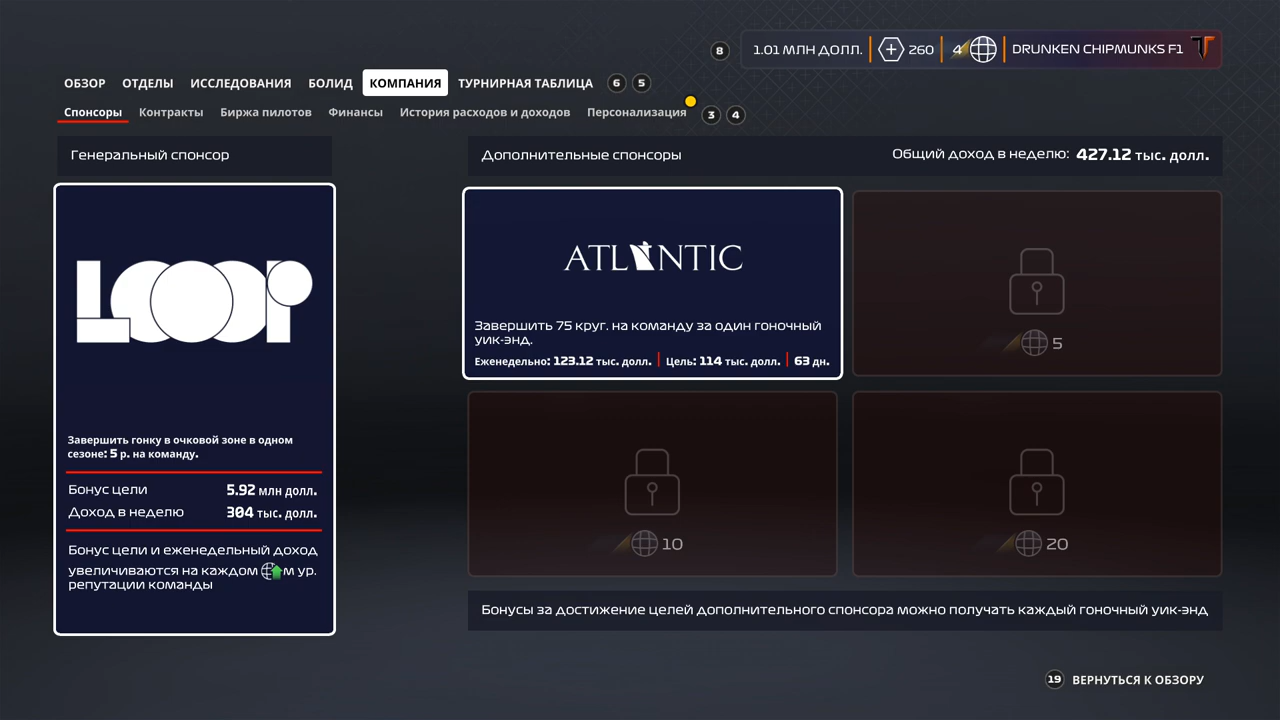 8
1.01 МЛН ДОЛЛ.
260
4
DRUNKEN CHIPMUNKS F1
ОБЗОР ОТДЕЛЫ ИССЛЕДОВАНИЯ БОЛИД КОМПАНИЯ ТУРНИРНАЯ ТАБЛИЦА 6 5
Спонсоры Контракты Биржа пилотов Финансы История расходов и доходов Персонализация 3 4
Генеральный спонсор
LOOP
Завершить гонку в очковой зоне в одном
сезоне: 5 р. на команду.
Бонус цели 5.92 млн долл.
Доход в неделю 304 тыс. долл.
Бонус цели и еженедельный доход
увеличиваются на каждом м ур.
репутации команды
Дополнительные спонсоры
Общий доход в неделю: 427.12 тыс. долл.
ATLANTIC
Завершить 75 круг. на команду за один гоночный
уик-энд.
Еженедельно: 123.12 тыс. долл. Цель: 114 тыс. долл. 63 дн.
5
10
20
Бонусы за достижение целей дополнительного спонсора можно получать каждый гоночный уик-энд
19 ВЕРНУТЬСЯ К ОБЗОРУ